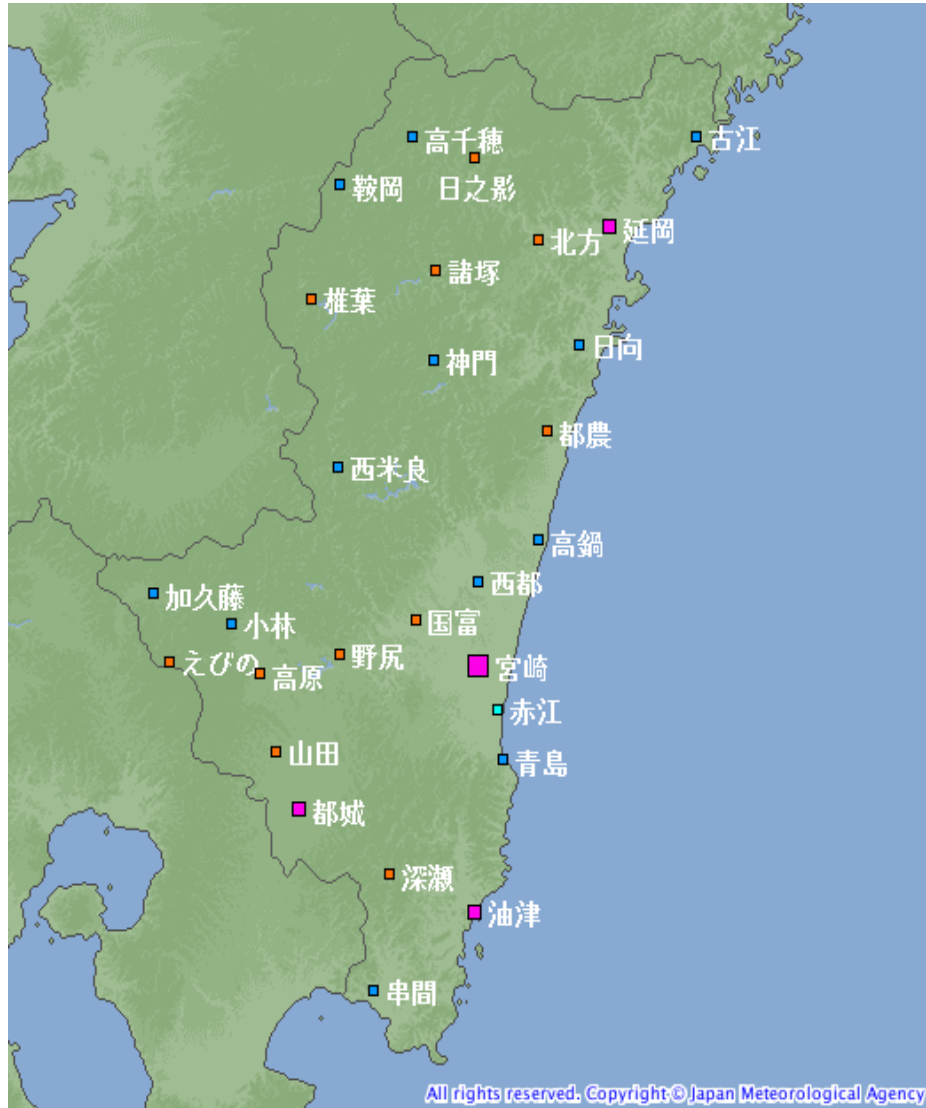 高千穂
古江
日之影
鞍岡
延岡
北方
諸塚
椎葉
日向
神門
都農
西米良
高鍋
西都
加久藤
国富
小林
野尻
えびの
宮崎
高原
赤江
山田
青島
都城
深瀬
油津
串間
All rights reserved. Copyright © Japan Meteorological Agency